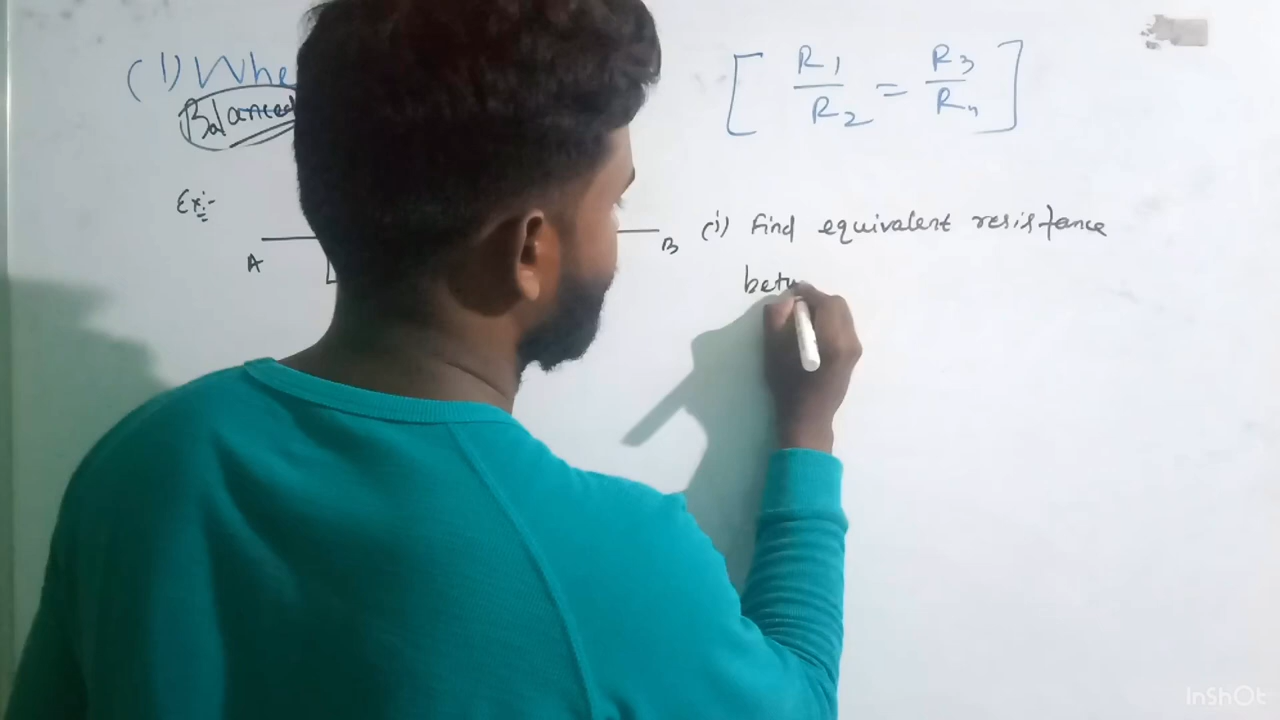 (1) Whe
Balanced
[ R1/R2 = R3/R4 ]
Ex:-
A
B
(i) Find equivalent resistance
betw
InShOt